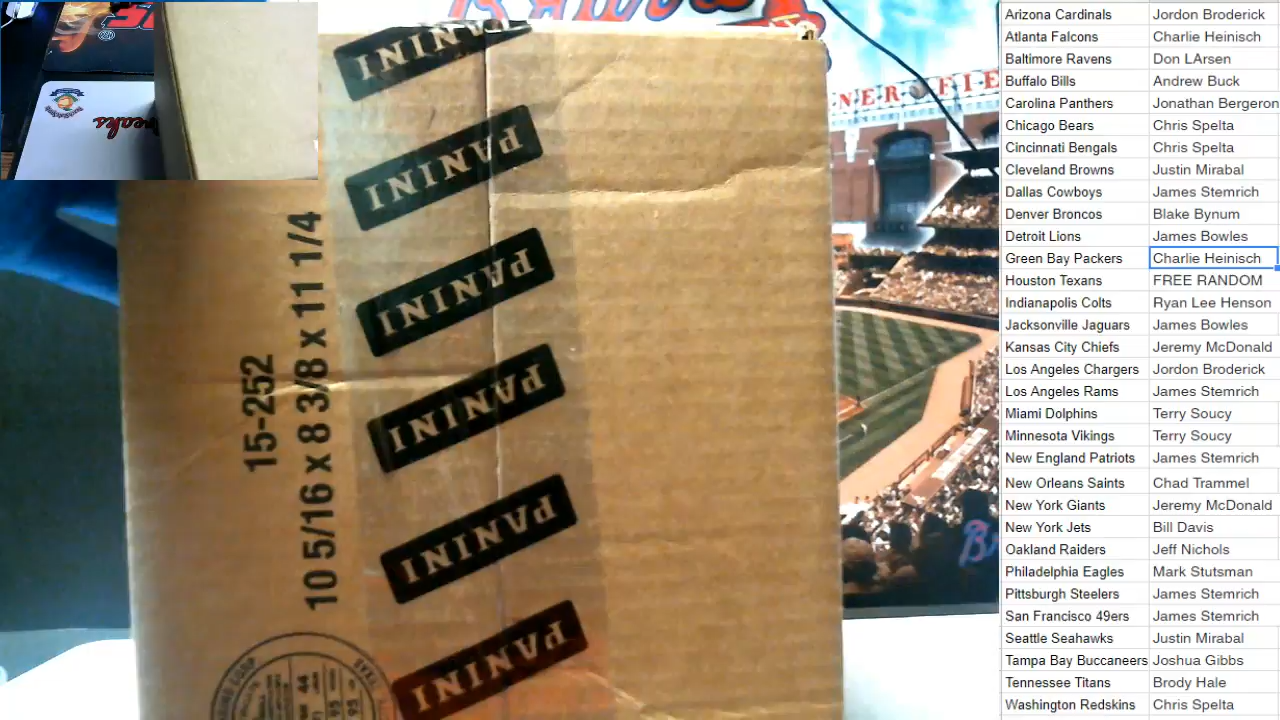 PANINI
PANINI
PANINI
PANINI
PANINI
PANINI
15-252
10 5/16 x 8 3/8 x 11 1/4
44
95
95
NER FIE
Breaks
Arizona Cardinals Jordon Broderick
Atlanta Falcons Charlie Heinisch
Baltimore Ravens Don LArsen
Buffalo Bills Andrew Buck
Carolina Panthers Jonathan Bergeron
Chicago Bears Chris Spelta
Cincinnati Bengals Chris Spelta
Cleveland Browns Justin Mirabal
Dallas Cowboys James Stemrich
Denver Broncos Blake Bynum
Detroit Lions James Bowles
Green Bay Packers Charlie Heinisch
Houston Texans FREE RANDOM
Indianapolis Colts Ryan Lee Henson
Jacksonville Jaguars James Bowles
Kansas City Chiefs Jeremy McDonald
Los Angeles Chargers Jordon Broderick
Los Angeles Rams James Stemrich
Miami Dolphins Terry Soucy
Minnesota Vikings Terry Soucy
New England Patriots James Stemrich
New Orleans Saints Chad Trammel
New York Giants Jeremy McDonald
New York Jets Bill Davis
Oakland Raiders Jeff Nichols
Philadelphia Eagles Mark Stutsman
Pittsburgh Steelers James Stemrich
San Francisco 49ers James Stemrich
Seattle Seahawks Justin Mirabal
Tampa Bay Buccaneers Joshua Gibbs
Tennessee Titans Brody Hale
Washington Redskins Chris Spelta